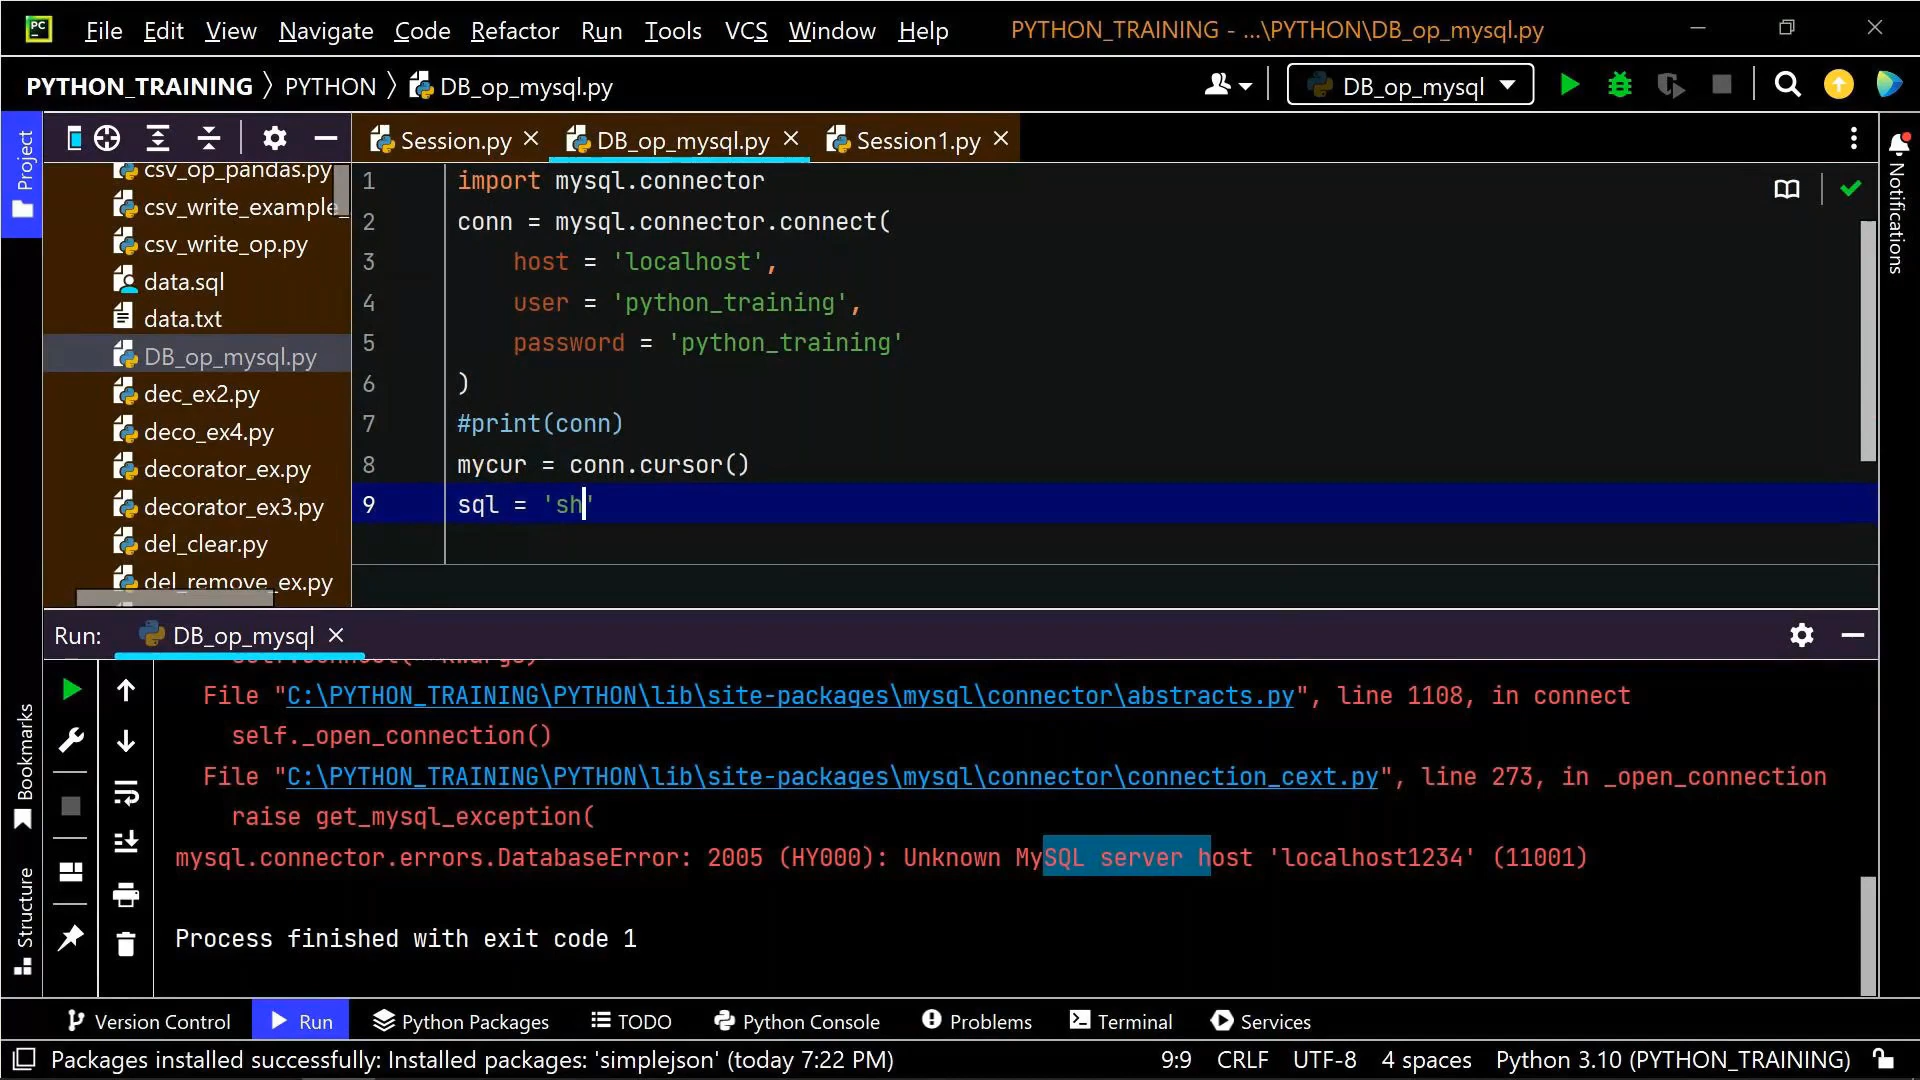 PC File Edit View Navigate Code Refactor Run Tools VCS Window Help PYTHON_TRAINING - ...\PYTHON\DB_op_mysql.py
PYTHON_TRAINING PYTHON DB_op_mysql.py DB_op_mysql
Project
Session.py DB_op_mysql.py Session1.py
Notifications
csv_op_pandas.py
csv_write_example_
csv_write_op.py
data.sql
data.txt
DB_op_mysql.py
dec_ex2.py
deco_ex4.py
decorator_ex.py
decorator_ex3.py
del_clear.py
del_remove_ex.py
1 import mysql.connector
2 conn = mysql.connector.connect(
3 host = 'localhost',
4 user = 'python_training',
5 password = 'python_training'
6 )
7 #print(conn)
8 mycur = conn.cursor()
9 sql = 'sh'
Run: DB_op_mysql
File "C:\PYTHON_TRAINING\PYTHON\lib\site-packages\mysql\connector\abstracts.py", line 1108, in connect
self._open_connection()
File "C:\PYTHON_TRAINING\PYTHON\lib\site-packages\mysql\connector\connection_cext.py", line 273, in _open_connection
raise get_mysql_exception(
mysql.connector.errors.DatabaseError: 2005 (HY000): Unknown MySQL server host 'localhost1234' (11001)
Process finished with exit code 1
Bookmarks
Structure
Version Control Run Python Packages TODO Python Console Problems Terminal Services
Packages installed successfully: Installed packages: 'simplejson' (today 7:22 PM) 9:9 CRLF UTF-8 4 spaces Python 3.10 (PYTHON_TRAINING)